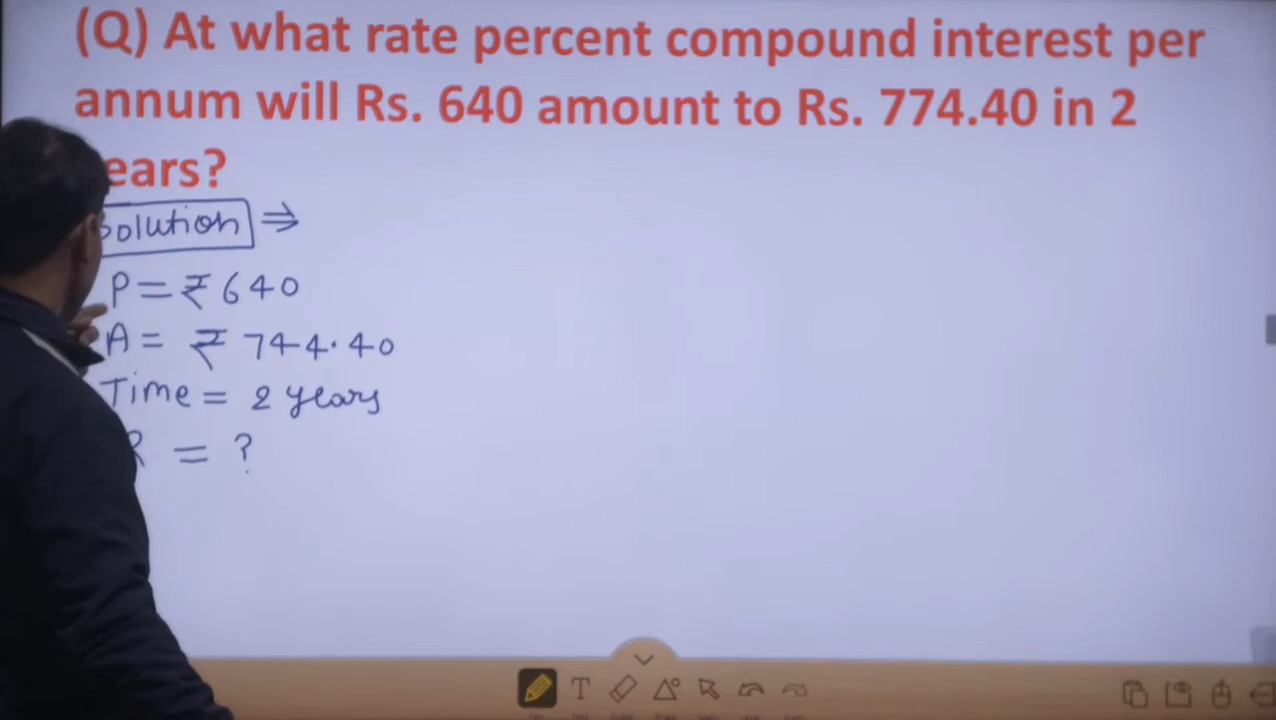 (Q) At what rate percent compound interest per
annum will Rs. 640 amount to Rs. 774.40 in 2
ears?
Solution ⇒
P = ₹ 640
A = ₹ 744.40
Time = 2 years
R = ?
T